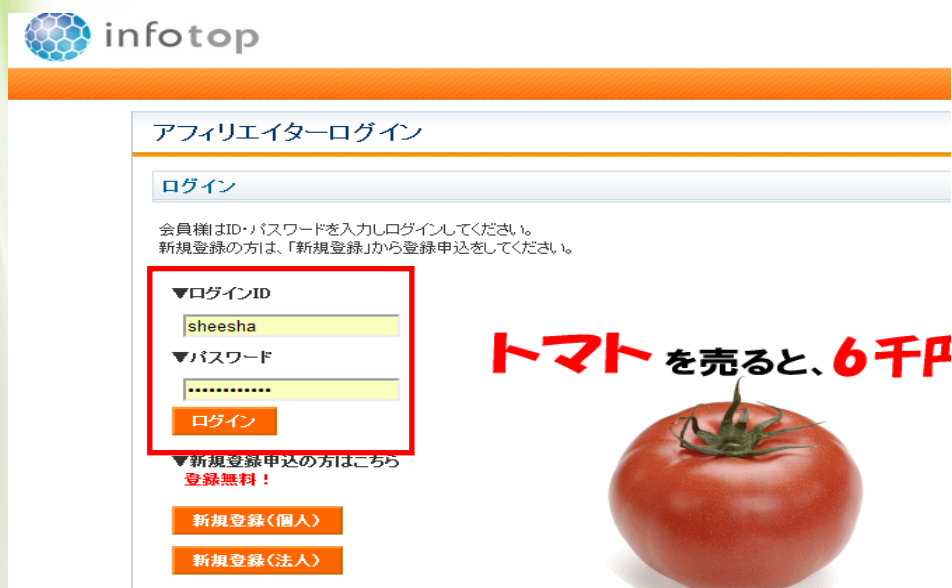 infotop
アフィリエイターログイン
ログイン
会員様はID・パスワードを入力しログインしてください。
新規登録の方は、「新規登録」から登録申込をしてください。
▼ログインID
sheesha
▼パスワード
••••••••••••
ログイン
トマトを売ると、6千円
▼新規登録申込の方はこちら
登録無料！
新規登録(個人)
新規登録(法人)